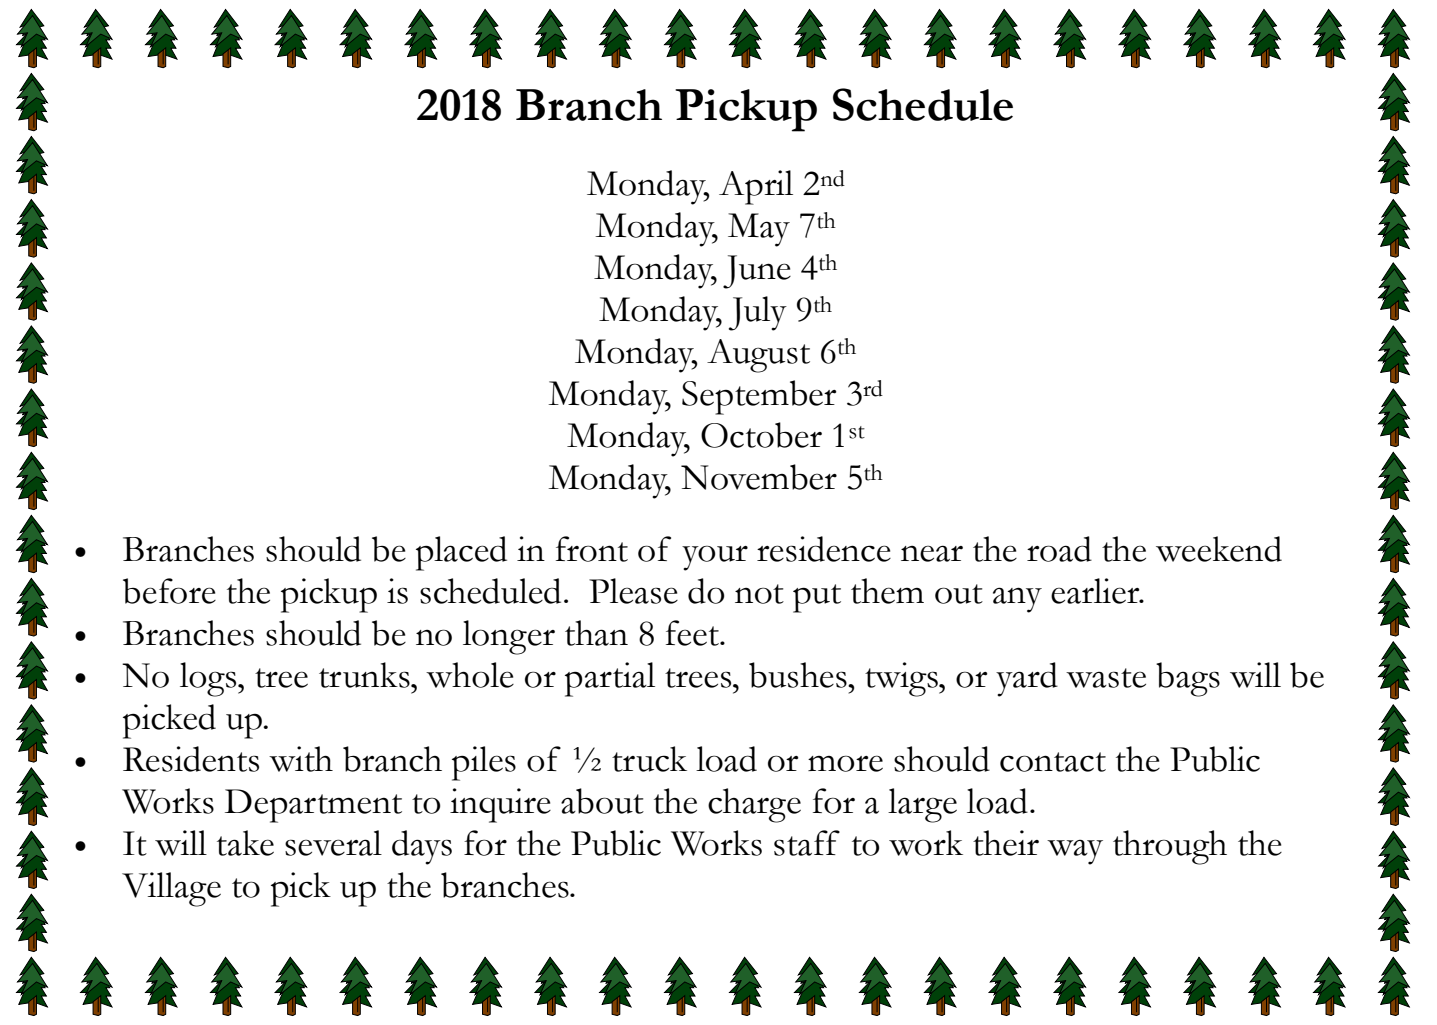 2018 Branch Pickup Schedule
Monday, April 2nd
Monday, May 7th
Monday, June 4th
Monday, July 9th
Monday, August 6th
Monday, September 3rd
Monday, October 1st
Monday, November 5th
• Branches should be placed in front of your residence near the road the weekend
before the pickup is scheduled.  Please do not put them out any earlier.
• Branches should be no longer than 8 feet.
• No logs, tree trunks, whole or partial trees, bushes, twigs, or yard waste bags will be
picked up.
• Residents with branch piles of ½ truck load or more should contact the Public
Works Department to inquire about the charge for a large load.
• It will take several days for the Public Works staff to work their way through the
Village to pick up the branches.